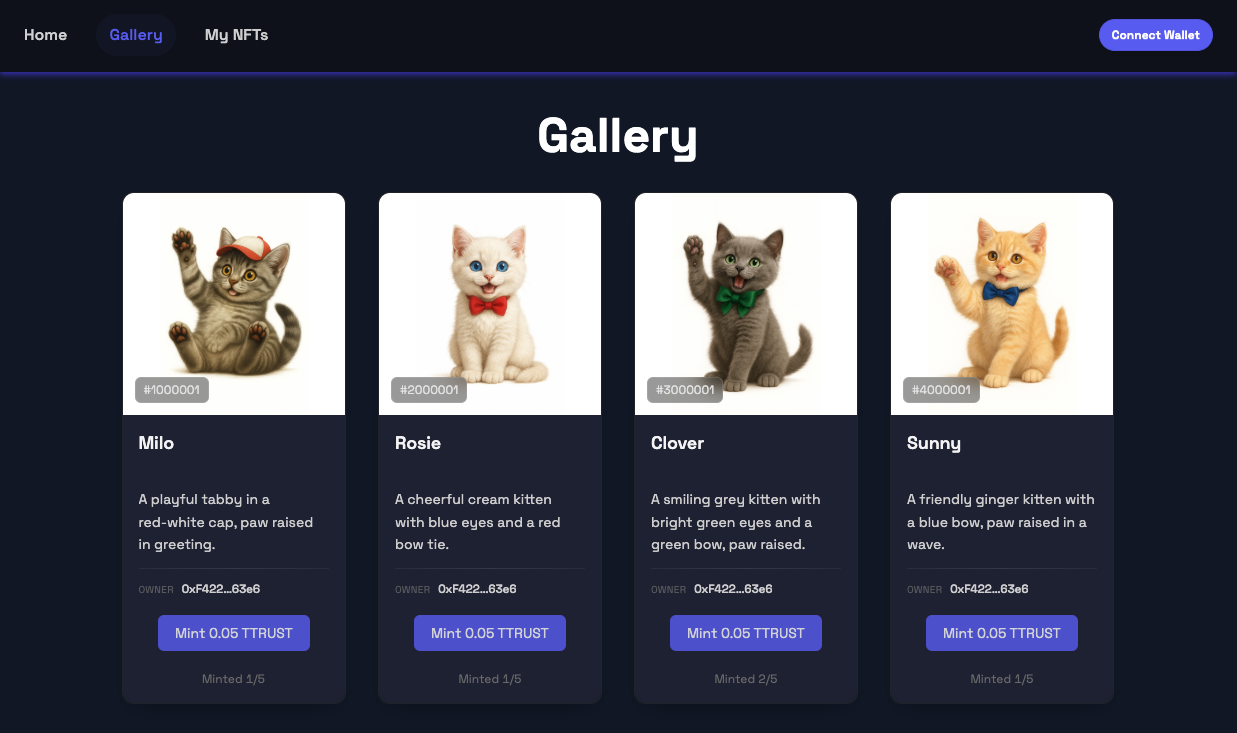 Home Gallery My NFTs Connect Wallet
Gallery
#1000001
Milo
A playful tabby in a
red-white cap, paw raised
in greeting.
OWNER 0xF422...63e6
Mint 0.05 TTRUST
Minted 1/5
#2000001
Rosie
A cheerful cream kitten
with blue eyes and a red
bow tie.
OWNER 0xF422...63e6
Mint 0.05 TTRUST
Minted 1/5
#3000001
Clover
A smiling grey kitten with
bright green eyes and a
green bow, paw raised.
OWNER 0xF422...63e6
Mint 0.05 TTRUST
Minted 2/5
#4000001
Sunny
A friendly ginger kitten with
a blue bow, paw raised in a
wave.
OWNER 0xF422...63e6
Mint 0.05 TTRUST
Minted 1/5